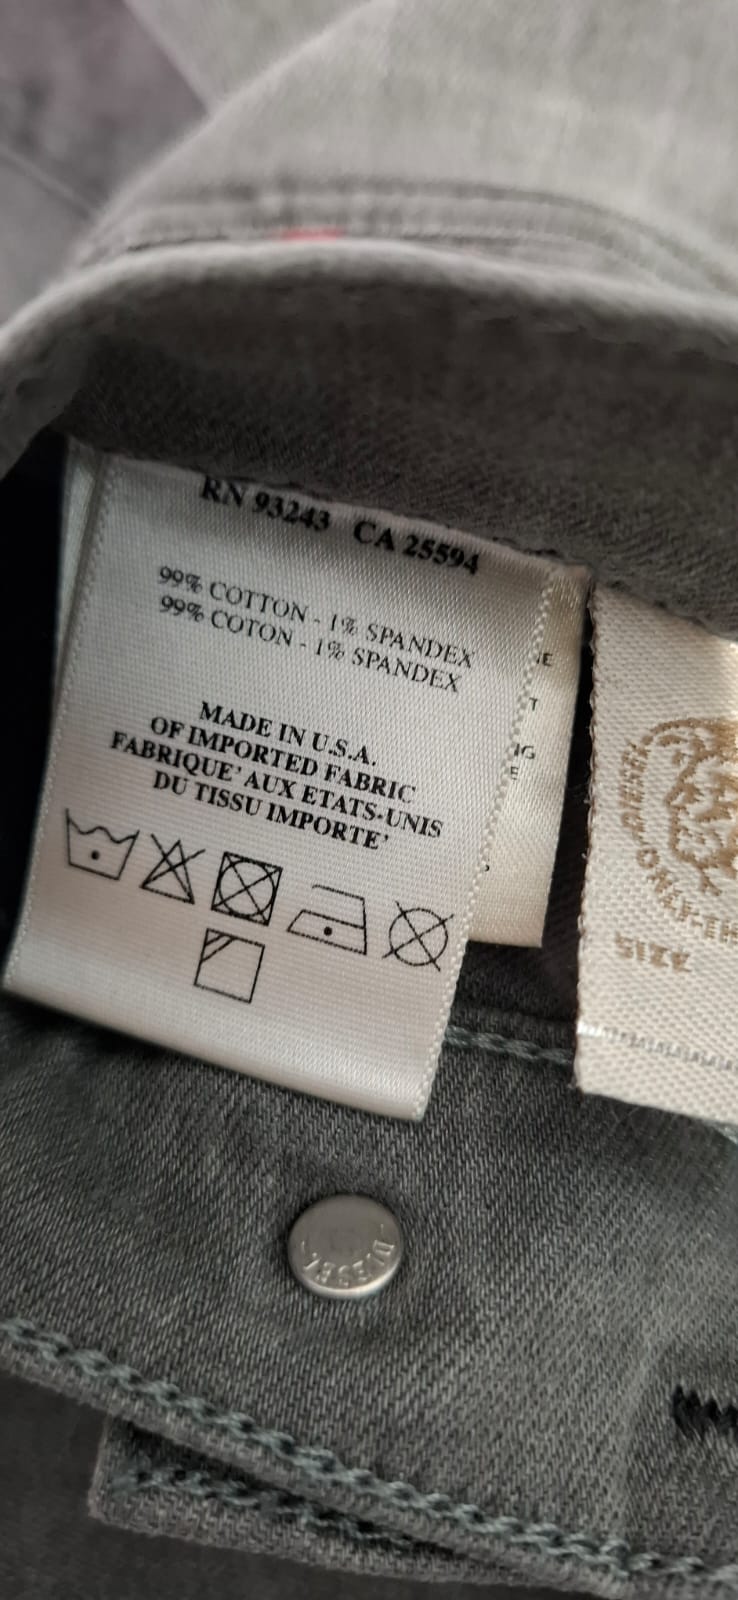 RN 93243 CA 25594
99% COTTON - 1% SPANDEX
99% COTON - 1% SPANDEX
MADE IN U.S.A.
OF IMPORTED FABRIC
FABRIQUE' AUX ETATS-UNIS
DU TISSU IMPORTE'
DIESEL
SIZE
DIESEL